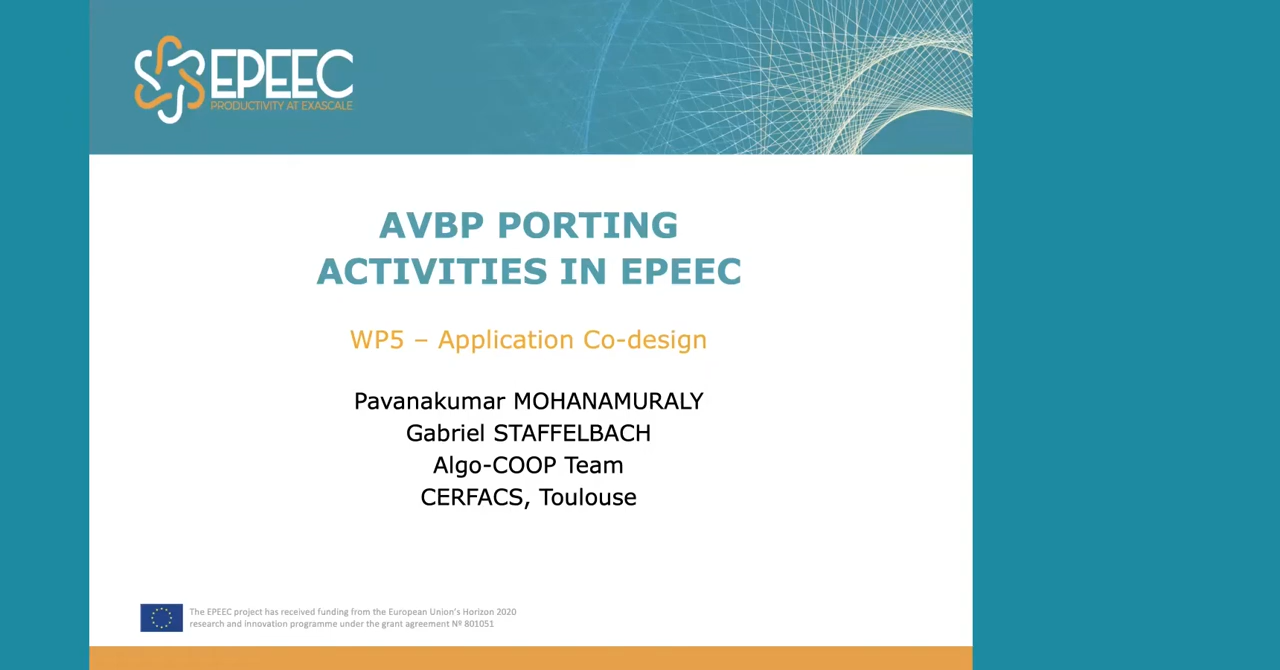 EPEEC
PRODUCTIVITY AT EXASCALE
AVBP PORTING
ACTIVITIES IN EPEEC
WP5 – Application Co-design
Pavanakumar MOHANAMURALY
Gabriel STAFFELBACH
Algo-COOP Team
CERFACS, Toulouse
The EPEEC project has received funding from the European Union's Horizon 2020
research and innovation programme under the grant agreement Nº 801051